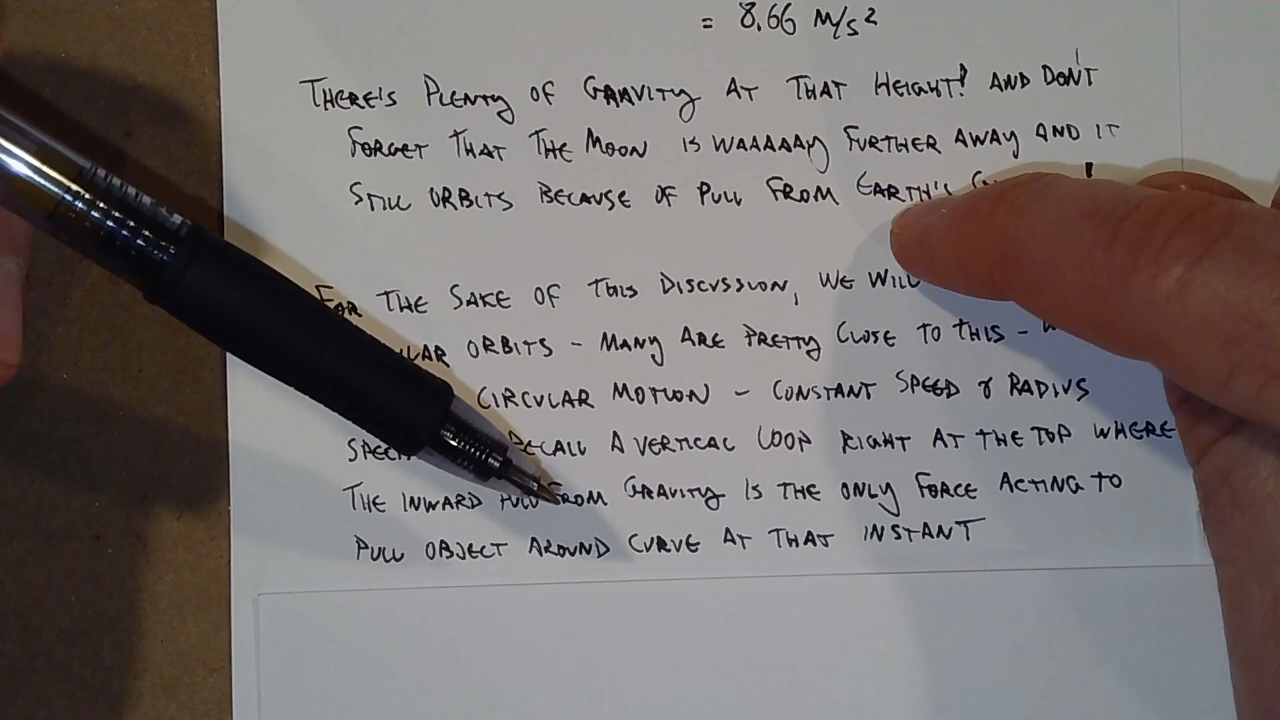 = 8.66 M/S²
THERE'S PLENTY OF GRAVITY AT THAT HEIGHT! AND DON'T
FORGET THAT THE MOON IS WAAAAAY FURTHER AWAY AND IT
STILL ORBITS BECAUSE OF PULL FROM EARTH'S
FOR THE SAKE OF THIS DISCUSSION, WE WILL
ORBITS - MANY ARE PRETTY CLOSE TO THIS -
CIRCULAR MOTION - CONSTANT SPEED & RADIUS
RECALL A VERTICAL LOOP RIGHT AT THE TOP WHERE
THE INWARD PULL FROM GRAVITY IS THE ONLY FORCE ACTING TO
PULL OBJECT AROUND CURVE AT THAT INSTANT